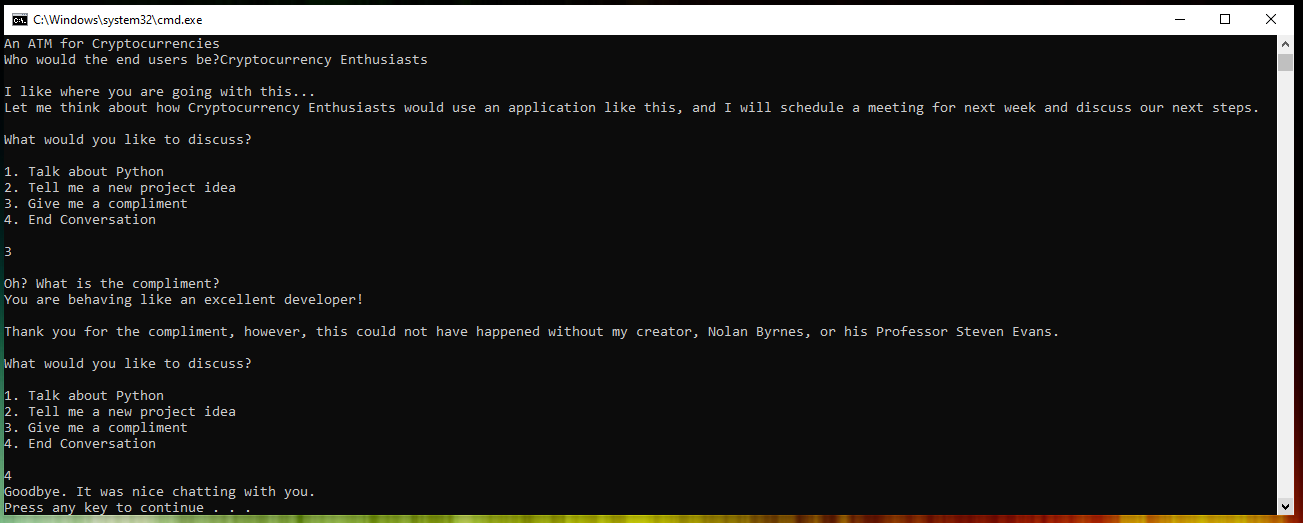 C:\Windows\system32\cmd.exe
An ATM for Cryptocurrencies
Who would the end users be?Cryptocurrency Enthusiasts
I like where you are going with this...
Let me think about how Cryptocurrency Enthusiasts would use an application like this, and I will schedule a meeting for next week and discuss our next steps.
What would you like to discuss?
1. Talk about Python
2. Tell me a new project idea
3. Give me a compliment
4. End Conversation
3
Oh? What is the compliment?
You are behaving like an excellent developer!
Thank you for the compliment, however, this could not have happened without my creator, Nolan Byrnes, or his Professor Steven Evans.
What would you like to discuss?
1. Talk about Python
2. Tell me a new project idea
3. Give me a compliment
4. End Conversation
4
Goodbye. It was nice chatting with you.
Press any key to continue . . .